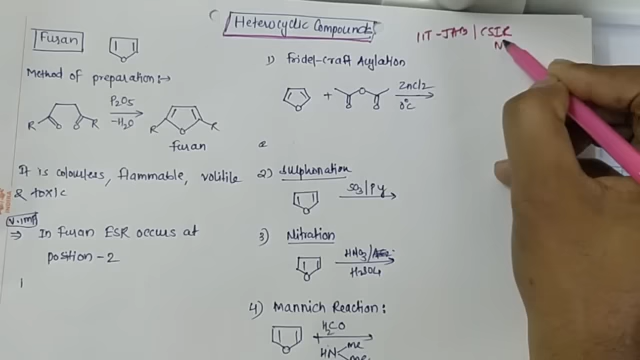 Heterocyclic Compounds
IIT-JAM/CSIR
N
Furan
Method of preparation:→
R R P2O5 -H2O R R
O O O
Furan
It is colourless, flammable, volitile
& toxic
V.imp
⇒ In Furan ESR occurs at
position-2
1) Fridel-Craft Acylation
O + O O O ZnCl2 0°C
2) Sulphonation
O SO3/Py
3) Nitration
O HNO3/ H2SO4
4) Mannich Reaction:
O + H2CO HN Me Me